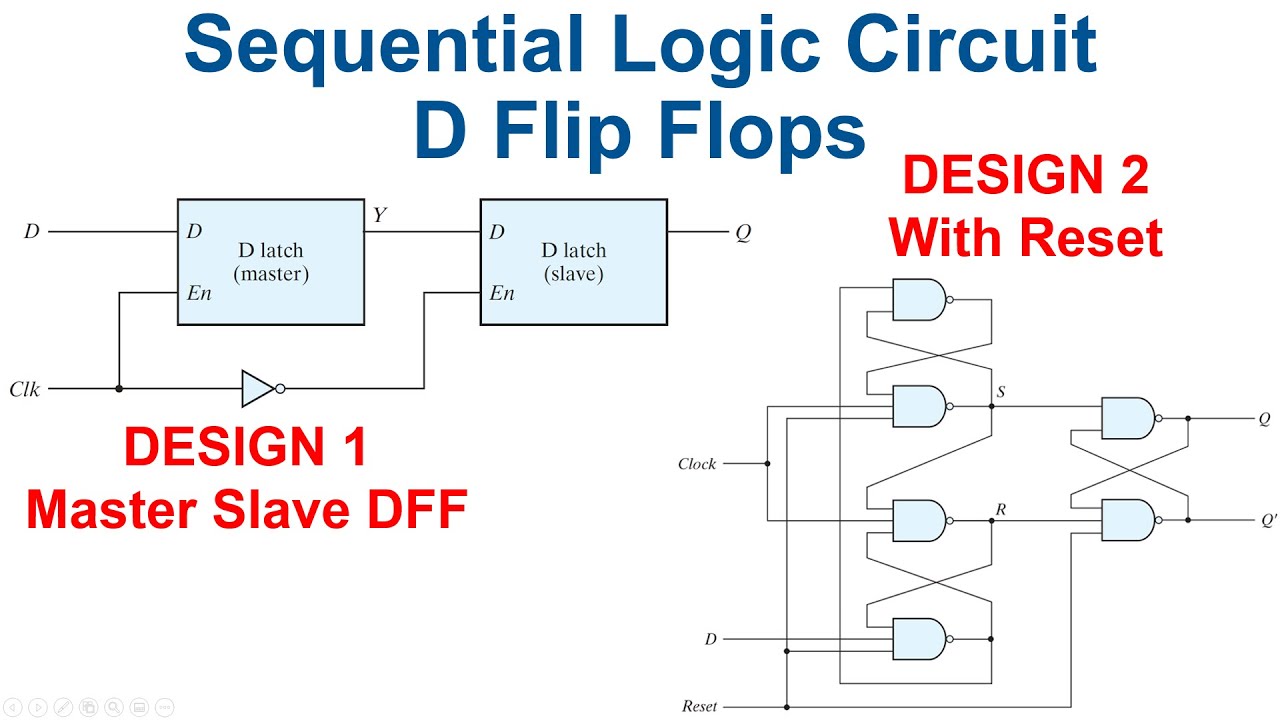 Sequential Logic Circuit
D Flip Flops
DESIGN 2
With Reset
D
D
D latch
(master)
En
Y
D
D latch
(slave)
En
Q
Clk
DESIGN 1
Master Slave DFF
S
Q
Clock
R
Q'
D
Reset